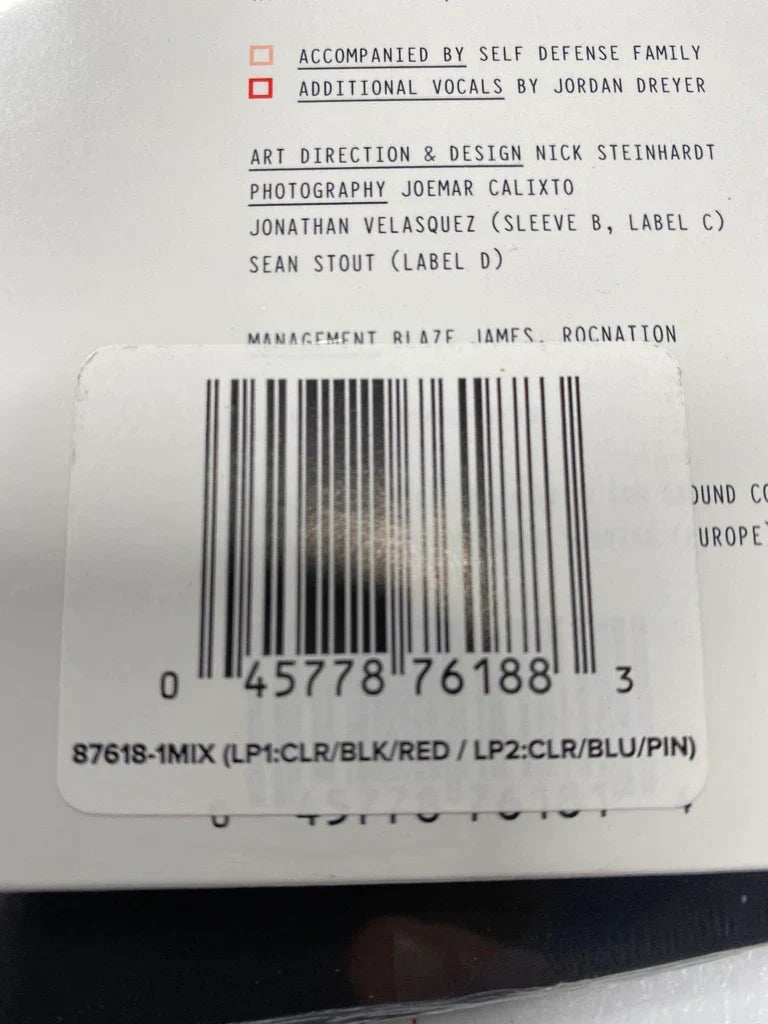 ACCOMPANIED BY SELF DEFENSE FAMILY
ADDITIONAL VOCALS BY JORDAN DREYER
ART DIRECTION & DESIGN NICK STEINHARDT
PHOTOGRAPHY JOEMAR CALIXTO
JONATHAN VELASQUEZ (SLEEVE B, LABEL C)
SEAN STOUT (LABEL D)
MANAGEMENT BLAZE JAMES, ROCNATION
0 45778 76188 3
87618-1MIX (LP1:CLR/BLK/RED / LP2:CLR/BLU/PIN)